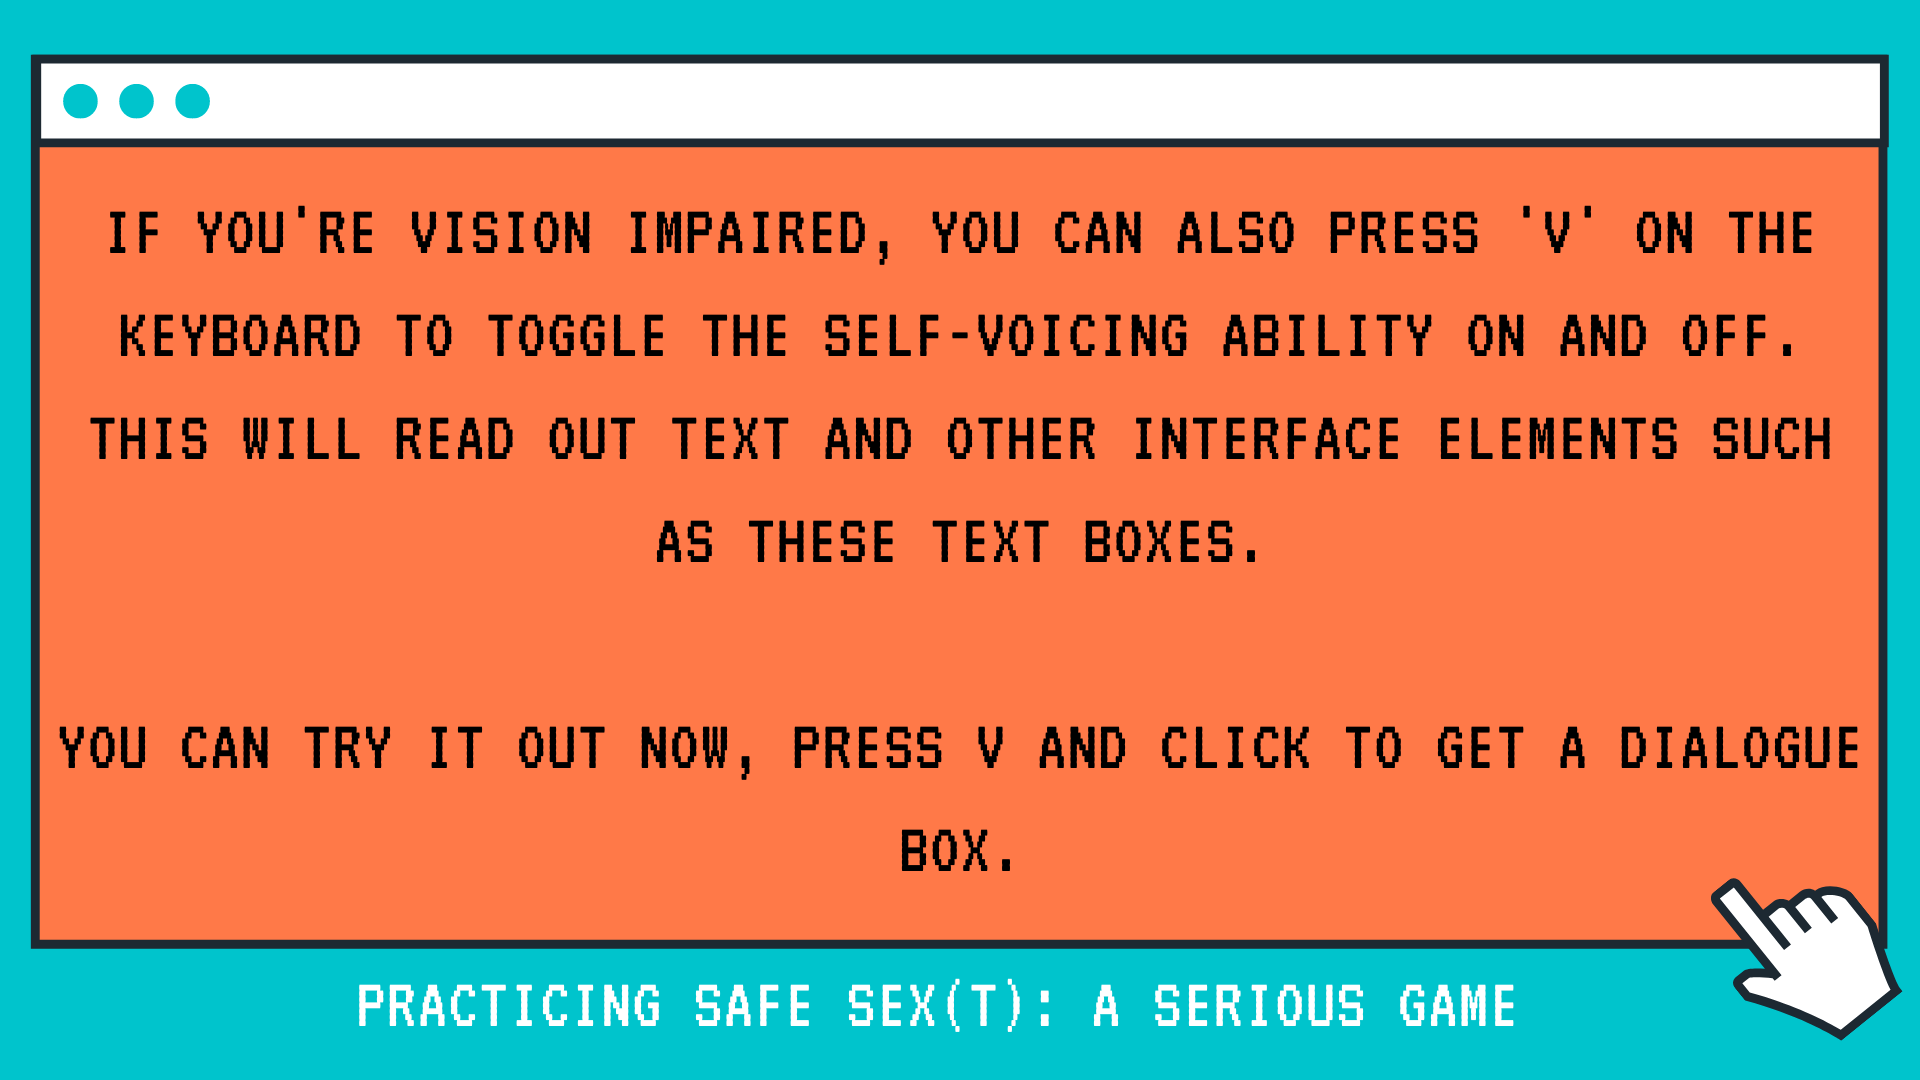 IF YOU'RE VISION IMPAIRED, YOU CAN ALSO PRESS 'V' ON THE
KEYBOARD TO TOGGLE THE SELF-VOICING ABILITY ON AND OFF.
THIS WILL READ OUT TEXT AND OTHER INTERFACE ELEMENTS SUCH
AS THESE TEXT BOXES.
YOU CAN TRY IT OUT NOW, PRESS V AND CLICK TO GET A DIALOGUE
BOX.
PRACTICING SAFE SEX(T): A SERIOUS GAME